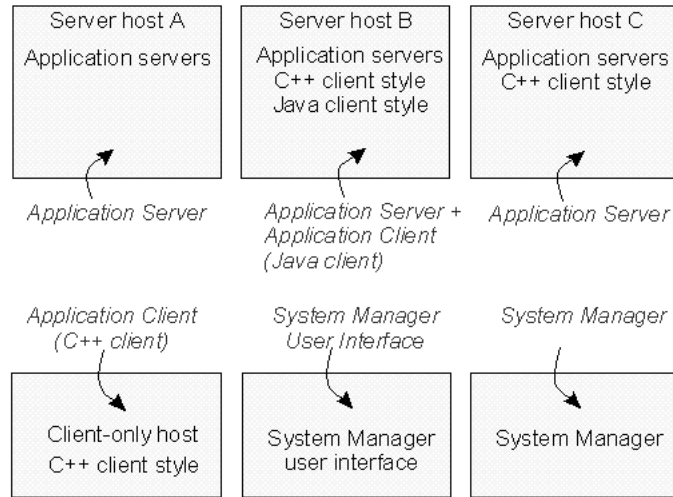 Server host A
Application servers
Server host B
Application servers
C++ client style
Java client style
Server host C
Application servers
C++ client style
Application Server
Application Server +
Application Client
(Java client)
Application Server
Application Client
(C++ client)
System Manager
User Interface
System Manager
Client-only host
C++ client style
System Manager
user interface
System Manager